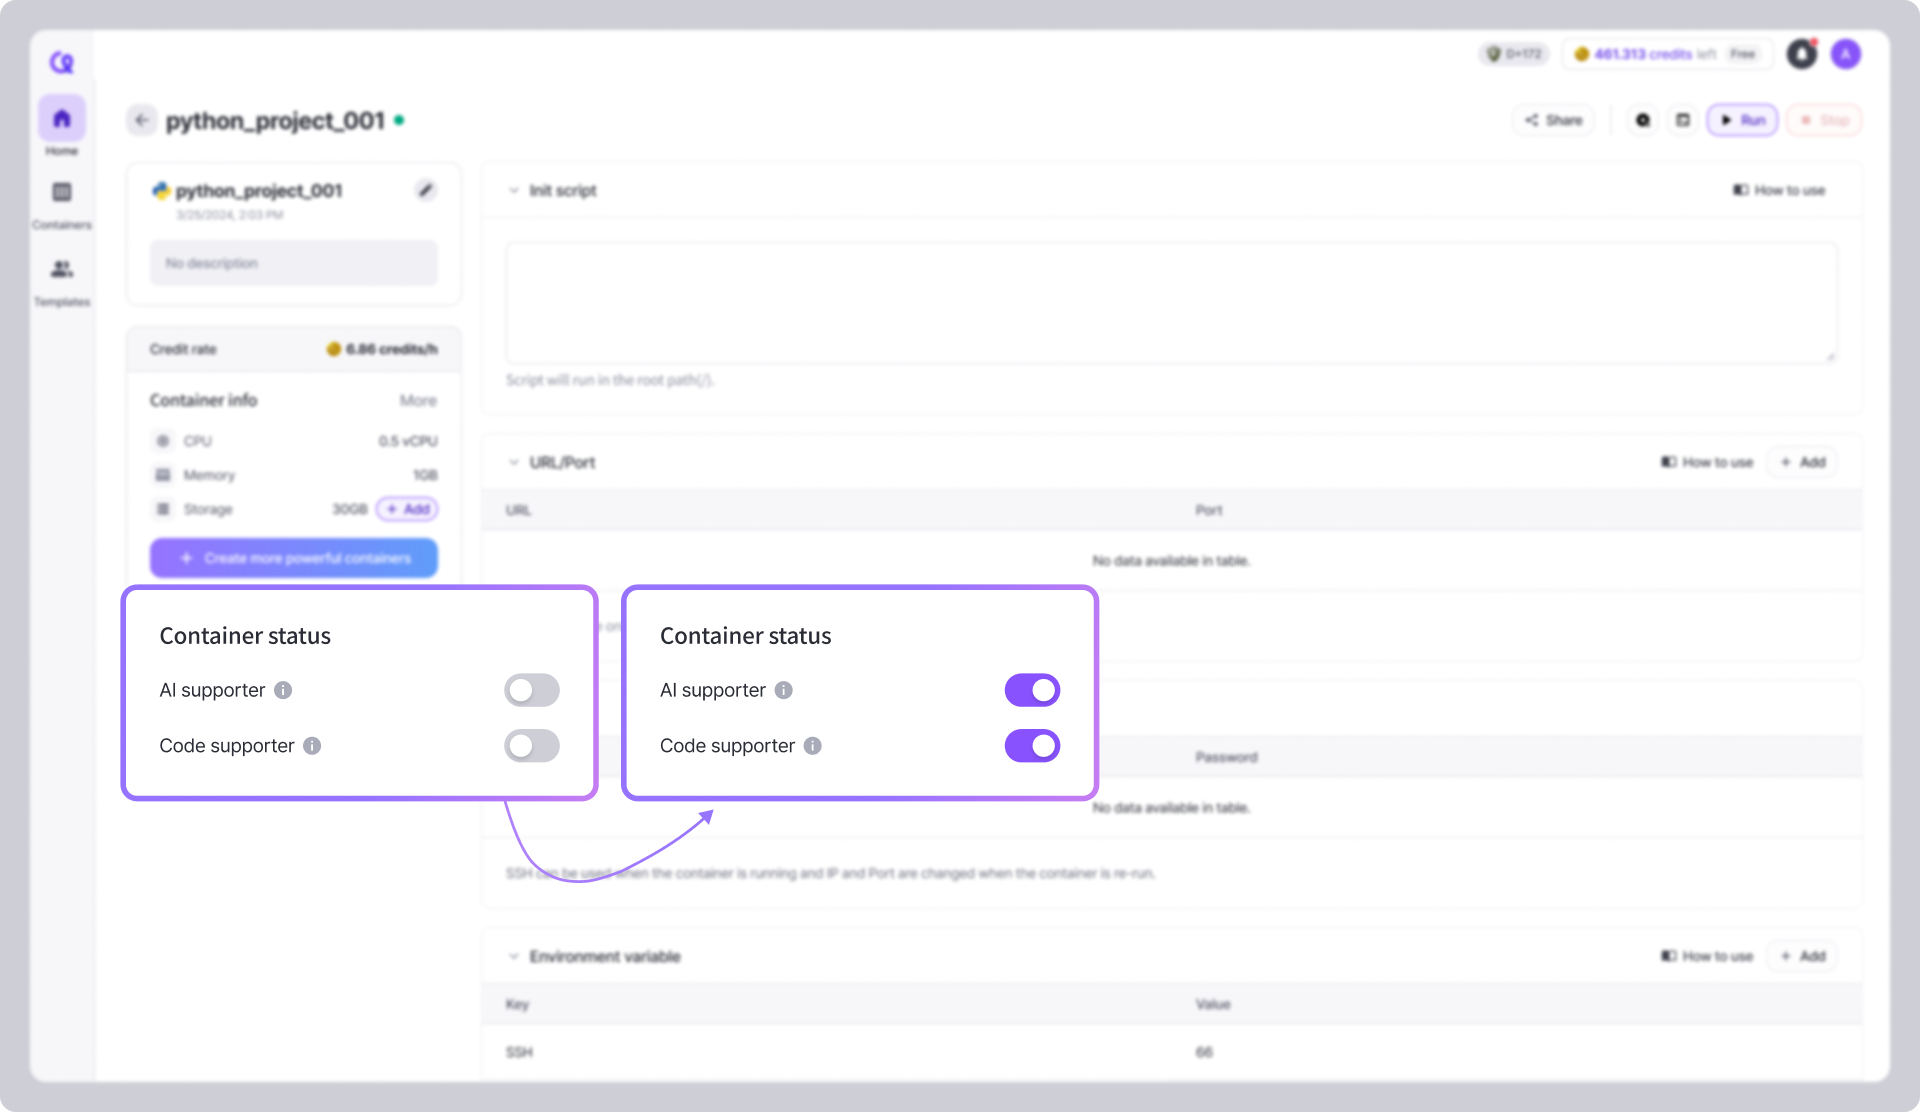 D+172
461.313 credits left Free
A
python_project_001
Share
Run
Stop
Home
Containers
Templates
python_project_001
3/25/2024, 2:03 PM
No description
Credit rate
6.86 credits/h
Container info
More
CPU
0.5 vCPU
Memory
1GB
Storage
30GB
+ Add
+ Create more powerful containers
Init script
How to use
Script will run in the root path(/).
URL/Port
How to use
+ Add
URL
Port
No data available in table.
Container status
AI supporter
Code supporter
Container status
AI supporter
Code supporter
Password
No data available in table.
SSH can be used when the container is running and IP and Port are changed when the container is re-run.
Environment variable
How to use
+ Add
Key
Value
SSH
66